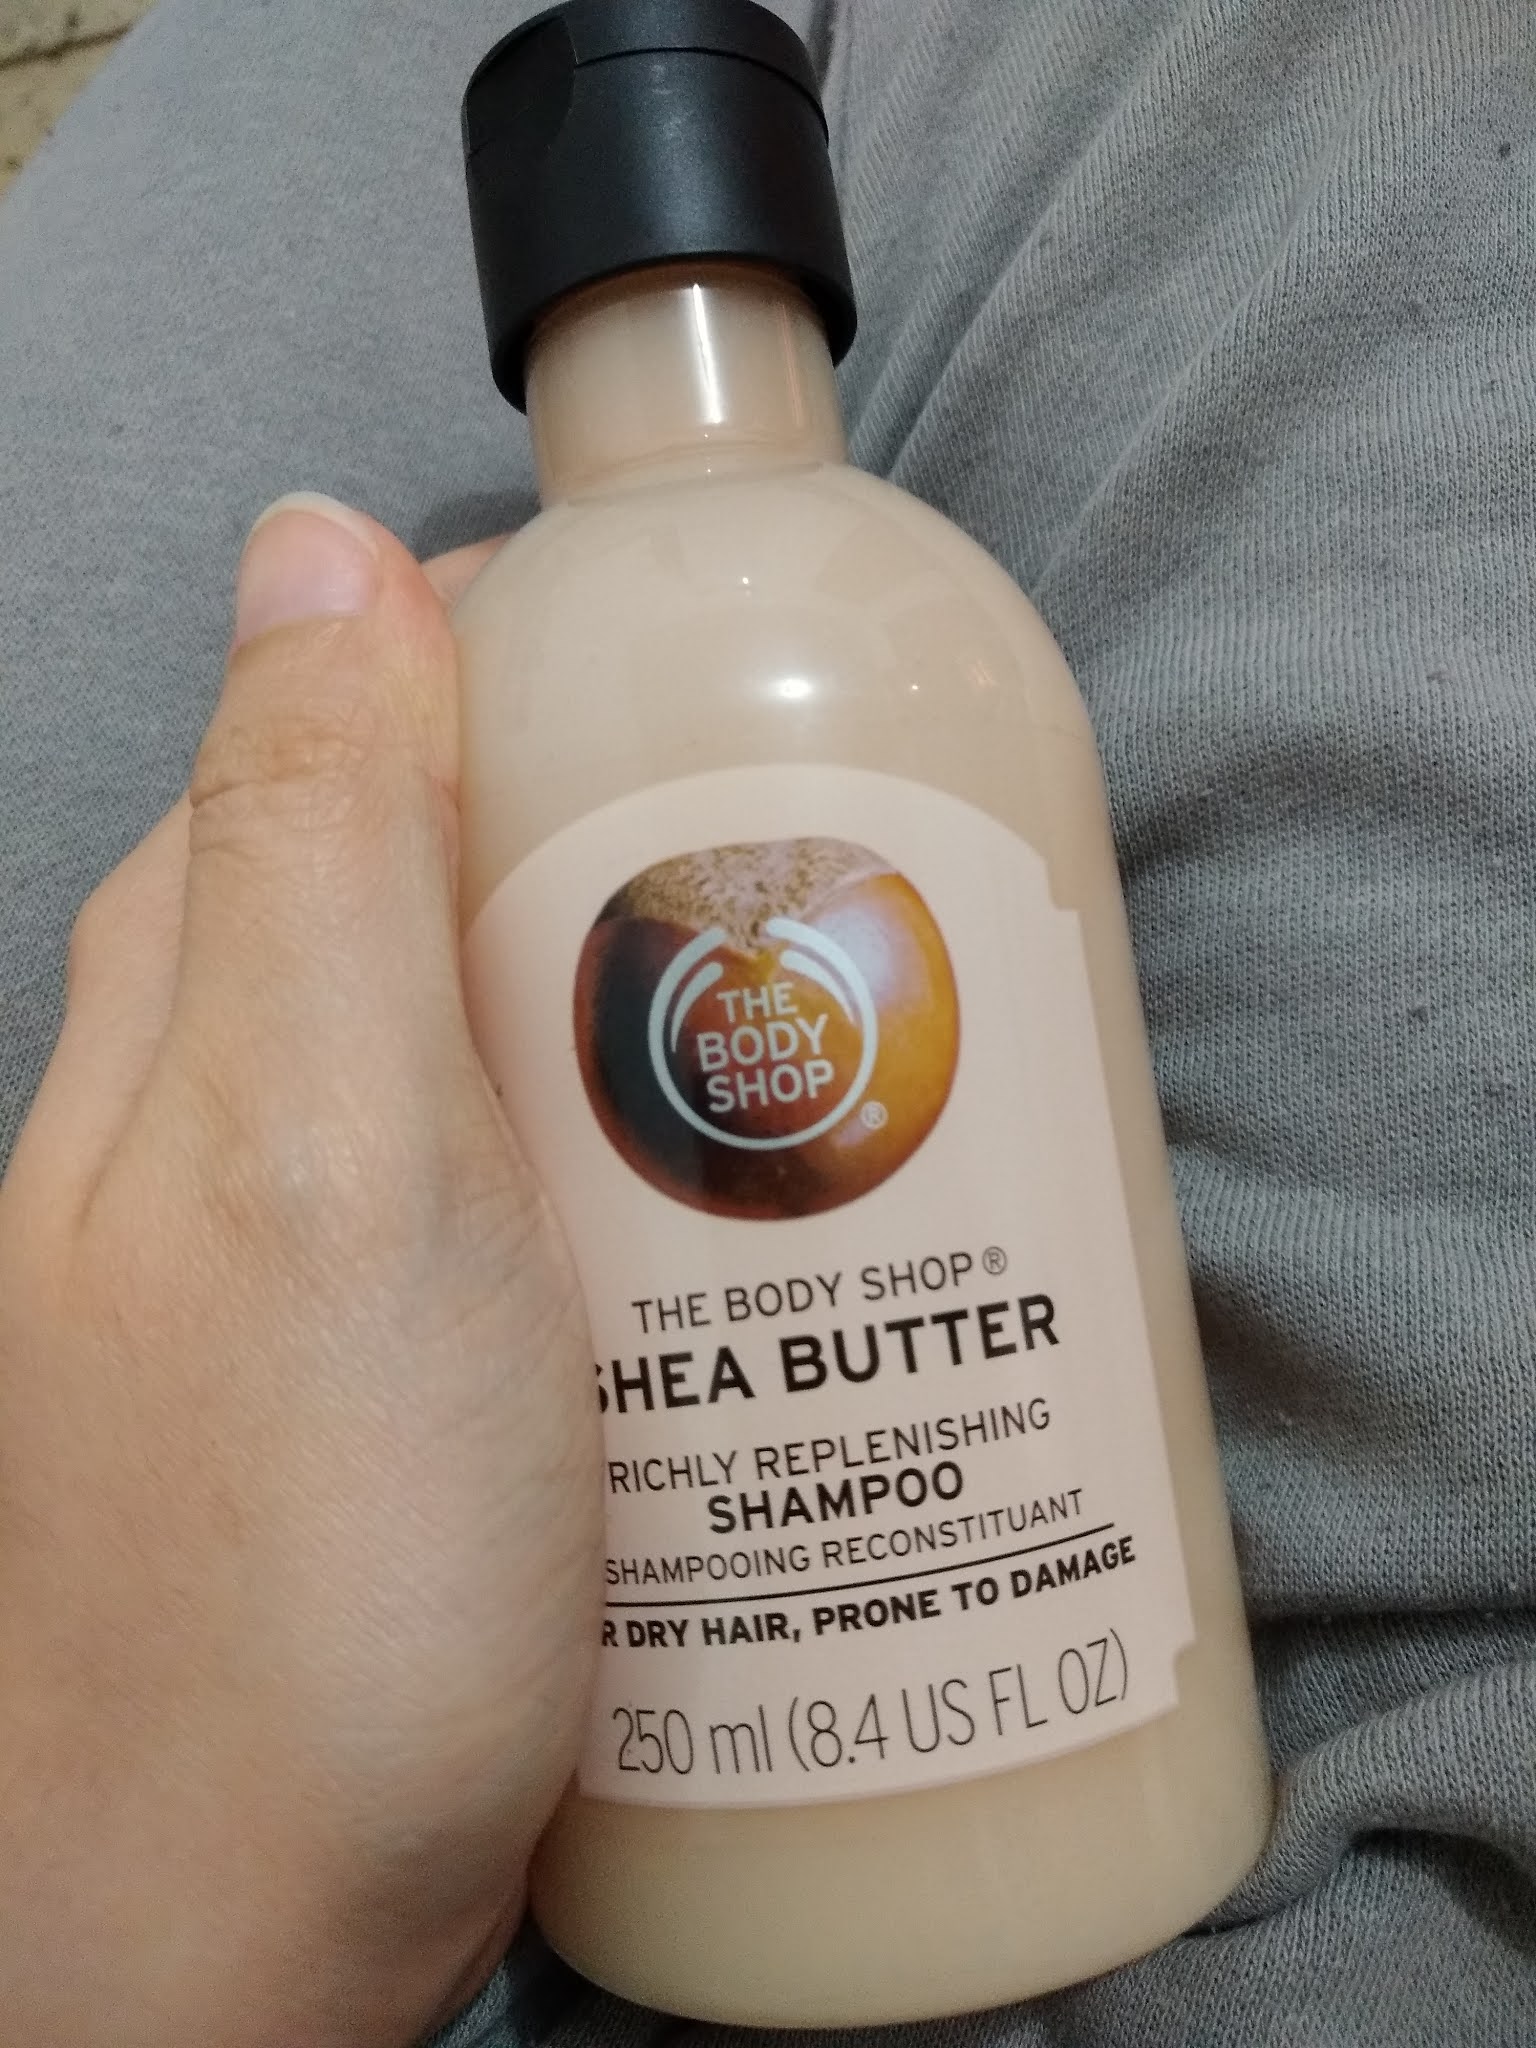 THE
BODY
SHOP
®
THE BODY SHOP®
SHEA BUTTER
RICHLY REPLENISHING
SHAMPOO
SHAMPOOING RECONSTITUANT
R DRY HAIR, PRONE TO DAMAGE
250 ml (8.4 US FL OZ)